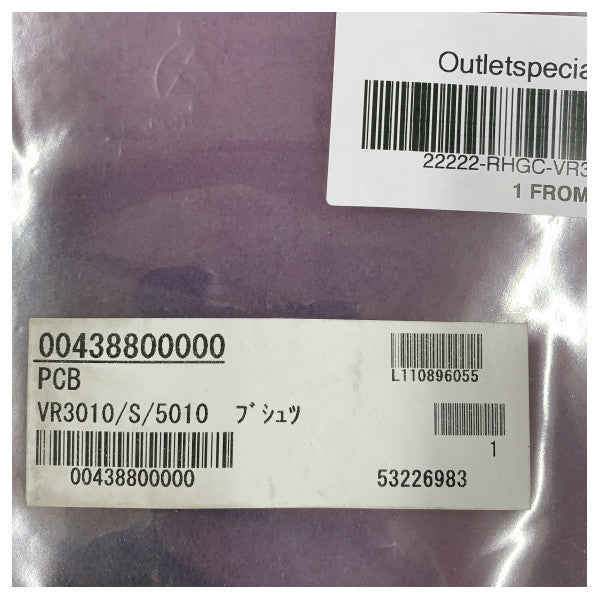 Outletspecia
22222-RHGC-VR3
1 FROM
00438800000
PCB
L110896055
VR3010/S/5010 ﾌﾞｼｭﾂ
1
00438800000
53226983